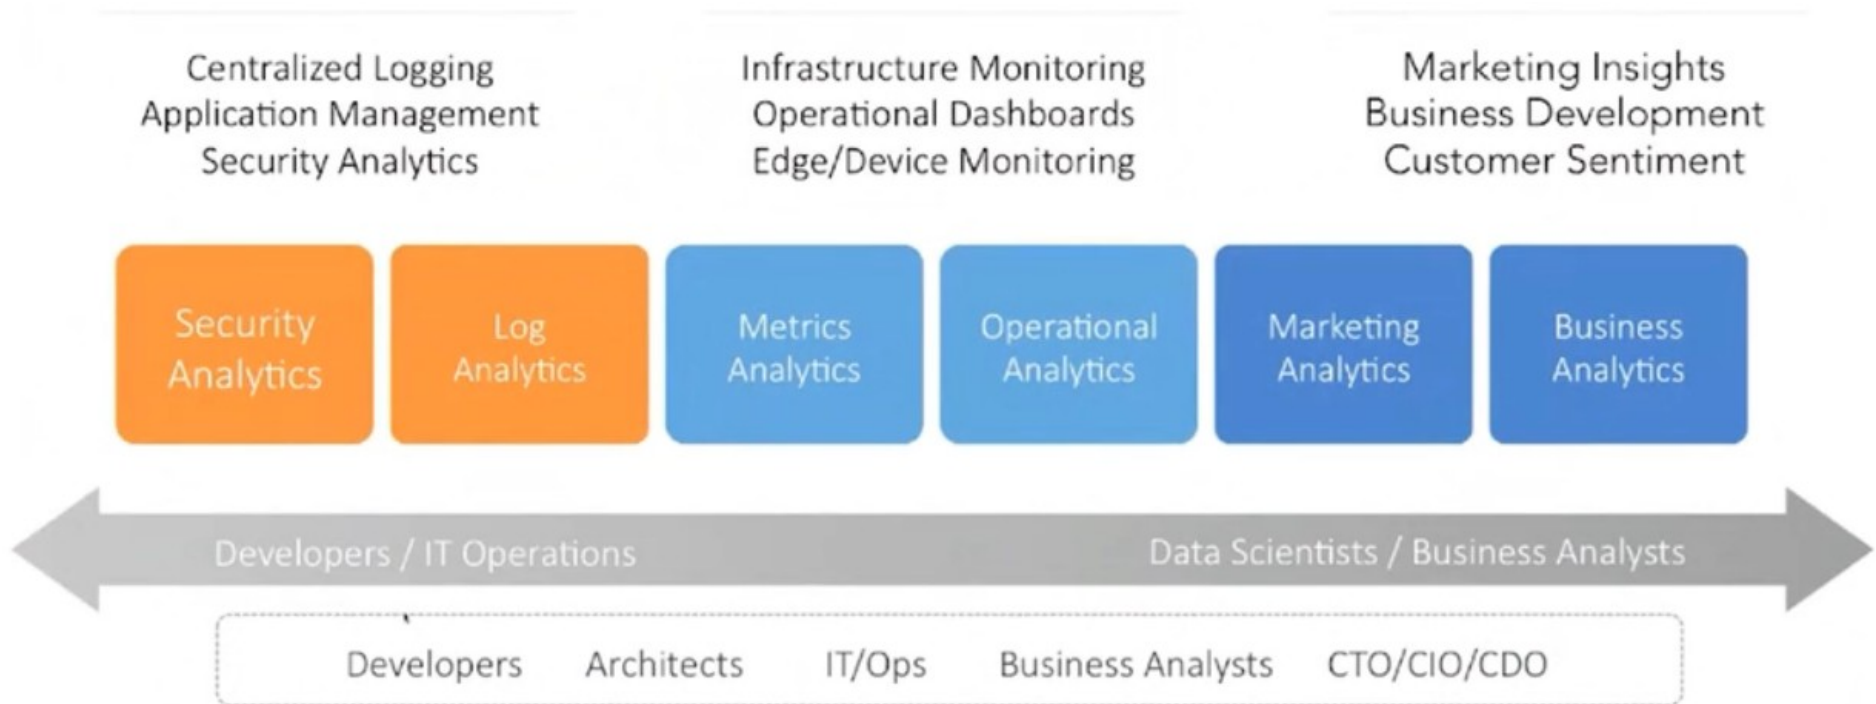 Centralized Logging
Application Management
Security Analytics
Infrastructure Monitoring
Operational Dashboards
Edge/Device Monitoring
Marketing Insights
Business Development
Customer Sentiment
Security
Analytics
Log
Analytics
Metrics
Analytics
Operational
Analytics
Marketing
Analytics
Business
Analytics
Developers / IT Operations
Data Scientists / Business Analysts
Developers Architects IT/Ops Business Analysts CTO/CIO/CDO